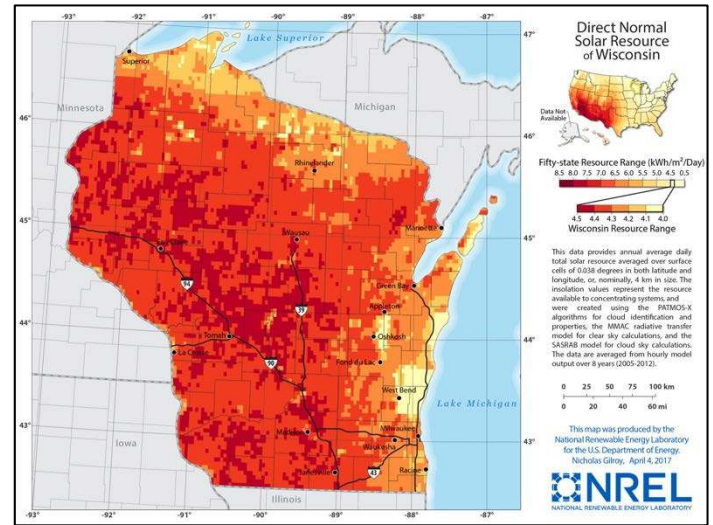 -93°
-92°
-91°
-90°
-89°
-88°
-87°
Lake Superior
47°
Superior
Minnesota
Michigan
46°
46°
Rhinelander
45°
45°
Wausau
Marinette
Eau Claire
94
39
Green Bay
Appleton
44°
44°
Tomah
Oshkosh
La Crosse
90
Fond du Lac
West Bend
Lake Michigan
43°
43°
Madison
Milwaukee
Waukesha
Iowa
Janesville
43
Racine
Illinois
-92°
-91°
-90°
-89°
-88°
-87°
Direct Normal
Solar Resource
of Wisconsin
Data Not
Available
Fifty-state Resource Range (kWh/m²/Day)
8.5 8.0 7.5 7.0 6.5 6.0 5.5 5.0 4.5 0.5
4.5 4.4 4.3 4.2 4.1 4.0
Wisconsin Resource Range
This data provides annual average daily
total solar resource averaged over surface
cells of 0.038 degrees in both latitude and
longitude, or, nominally, 4 km in size. The
insolation values represent the resource
available to concentrating systems, and
were created using the PATMOS-X
algorithms for cloud identification and
properties, the MMAC radiative transfer
model for clear sky calculations, and the
SASRAB model for cloud sky calculations.
The data are averaged from hourly model
output over 8 years (2005-2012).
0 25 50 75 100 km
0 20 40 60 mi
This map was produced by the
National Renewable Energy Laboratory
for the U.S. Department of Energy.
Nicholas Gilroy, April 4, 2017
NREL
NATIONAL RENEWABLE ENERGY LABORATORY